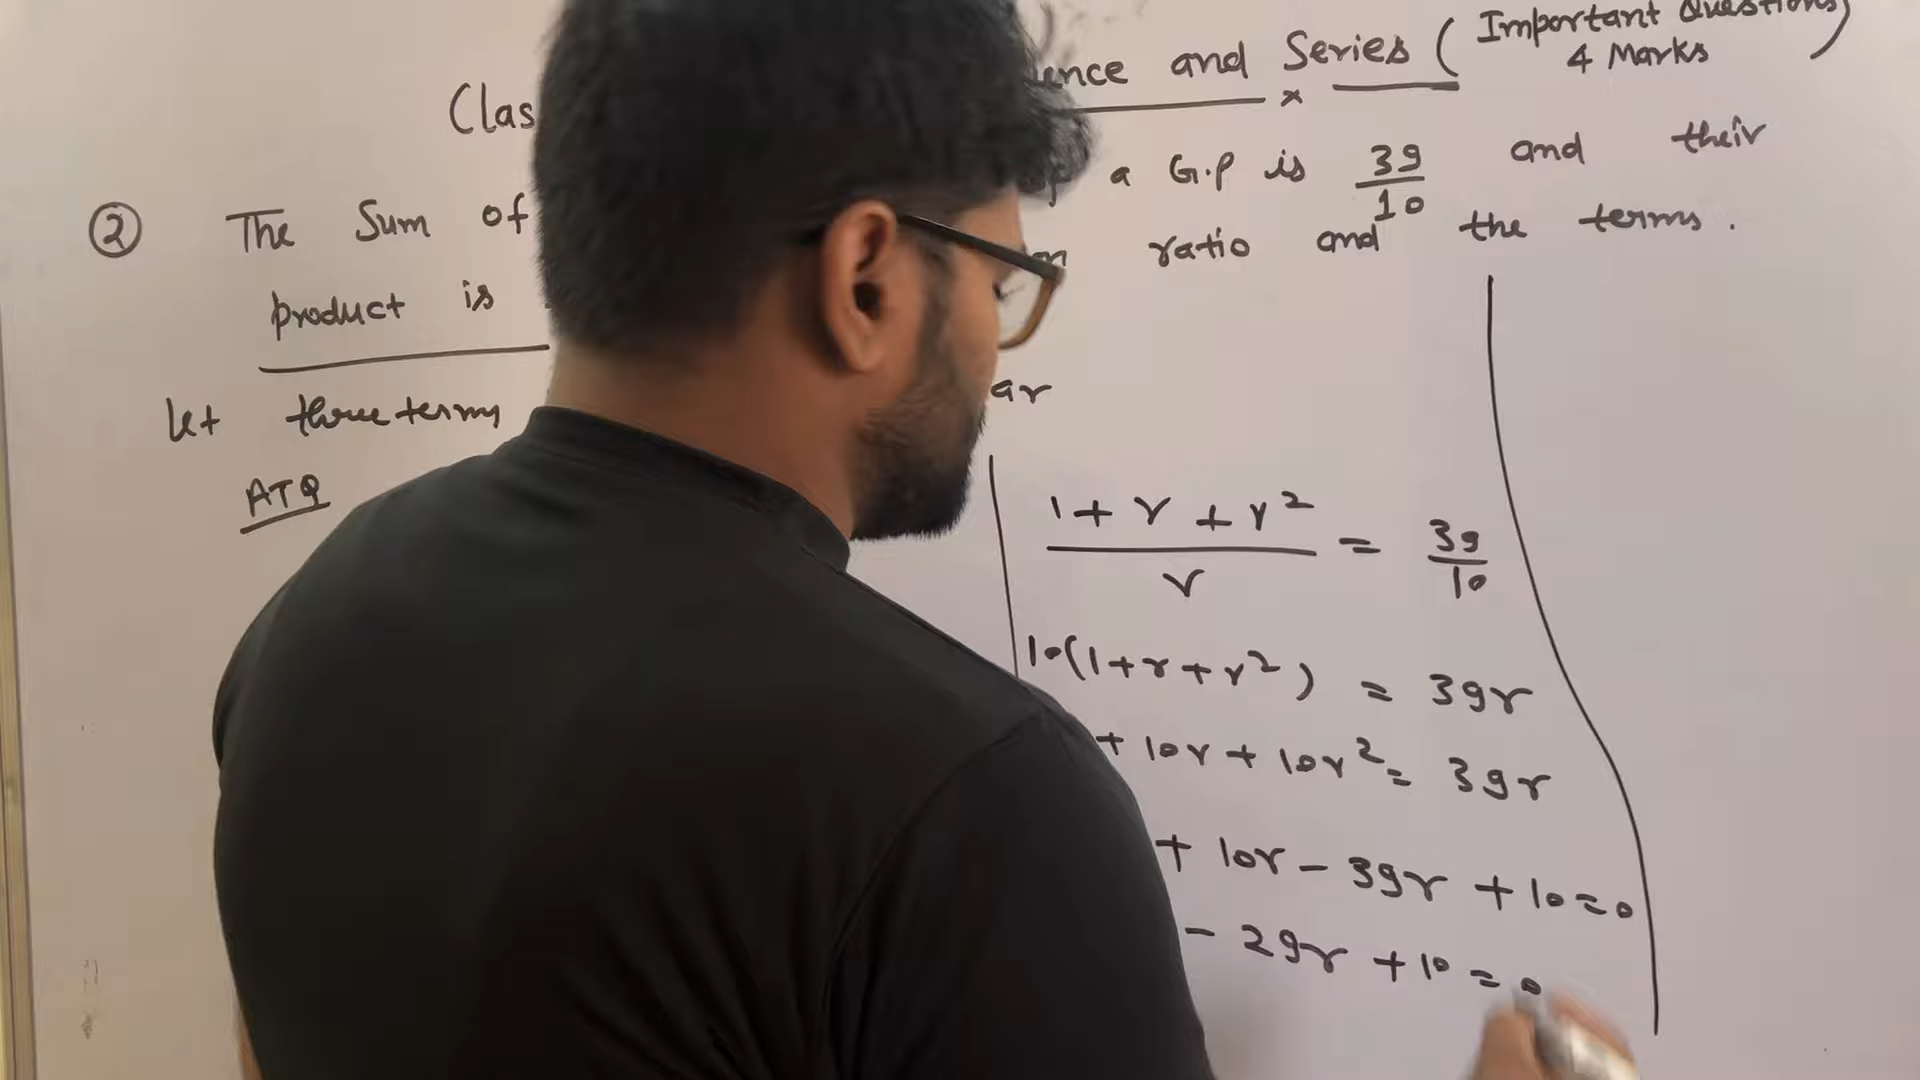 and Series (Important Questions)
4 Marks
② The Sum of a G.P is 39/10 and their
product is ratio and the terms.
Let three terms ar
ATQ
1 + r + r² / r = 39/10
10(1+r+r²) = 39r
+ 10r + 10r² = 39r
+ 10r - 39r + 10 = 0
- 29r + 10 = 0